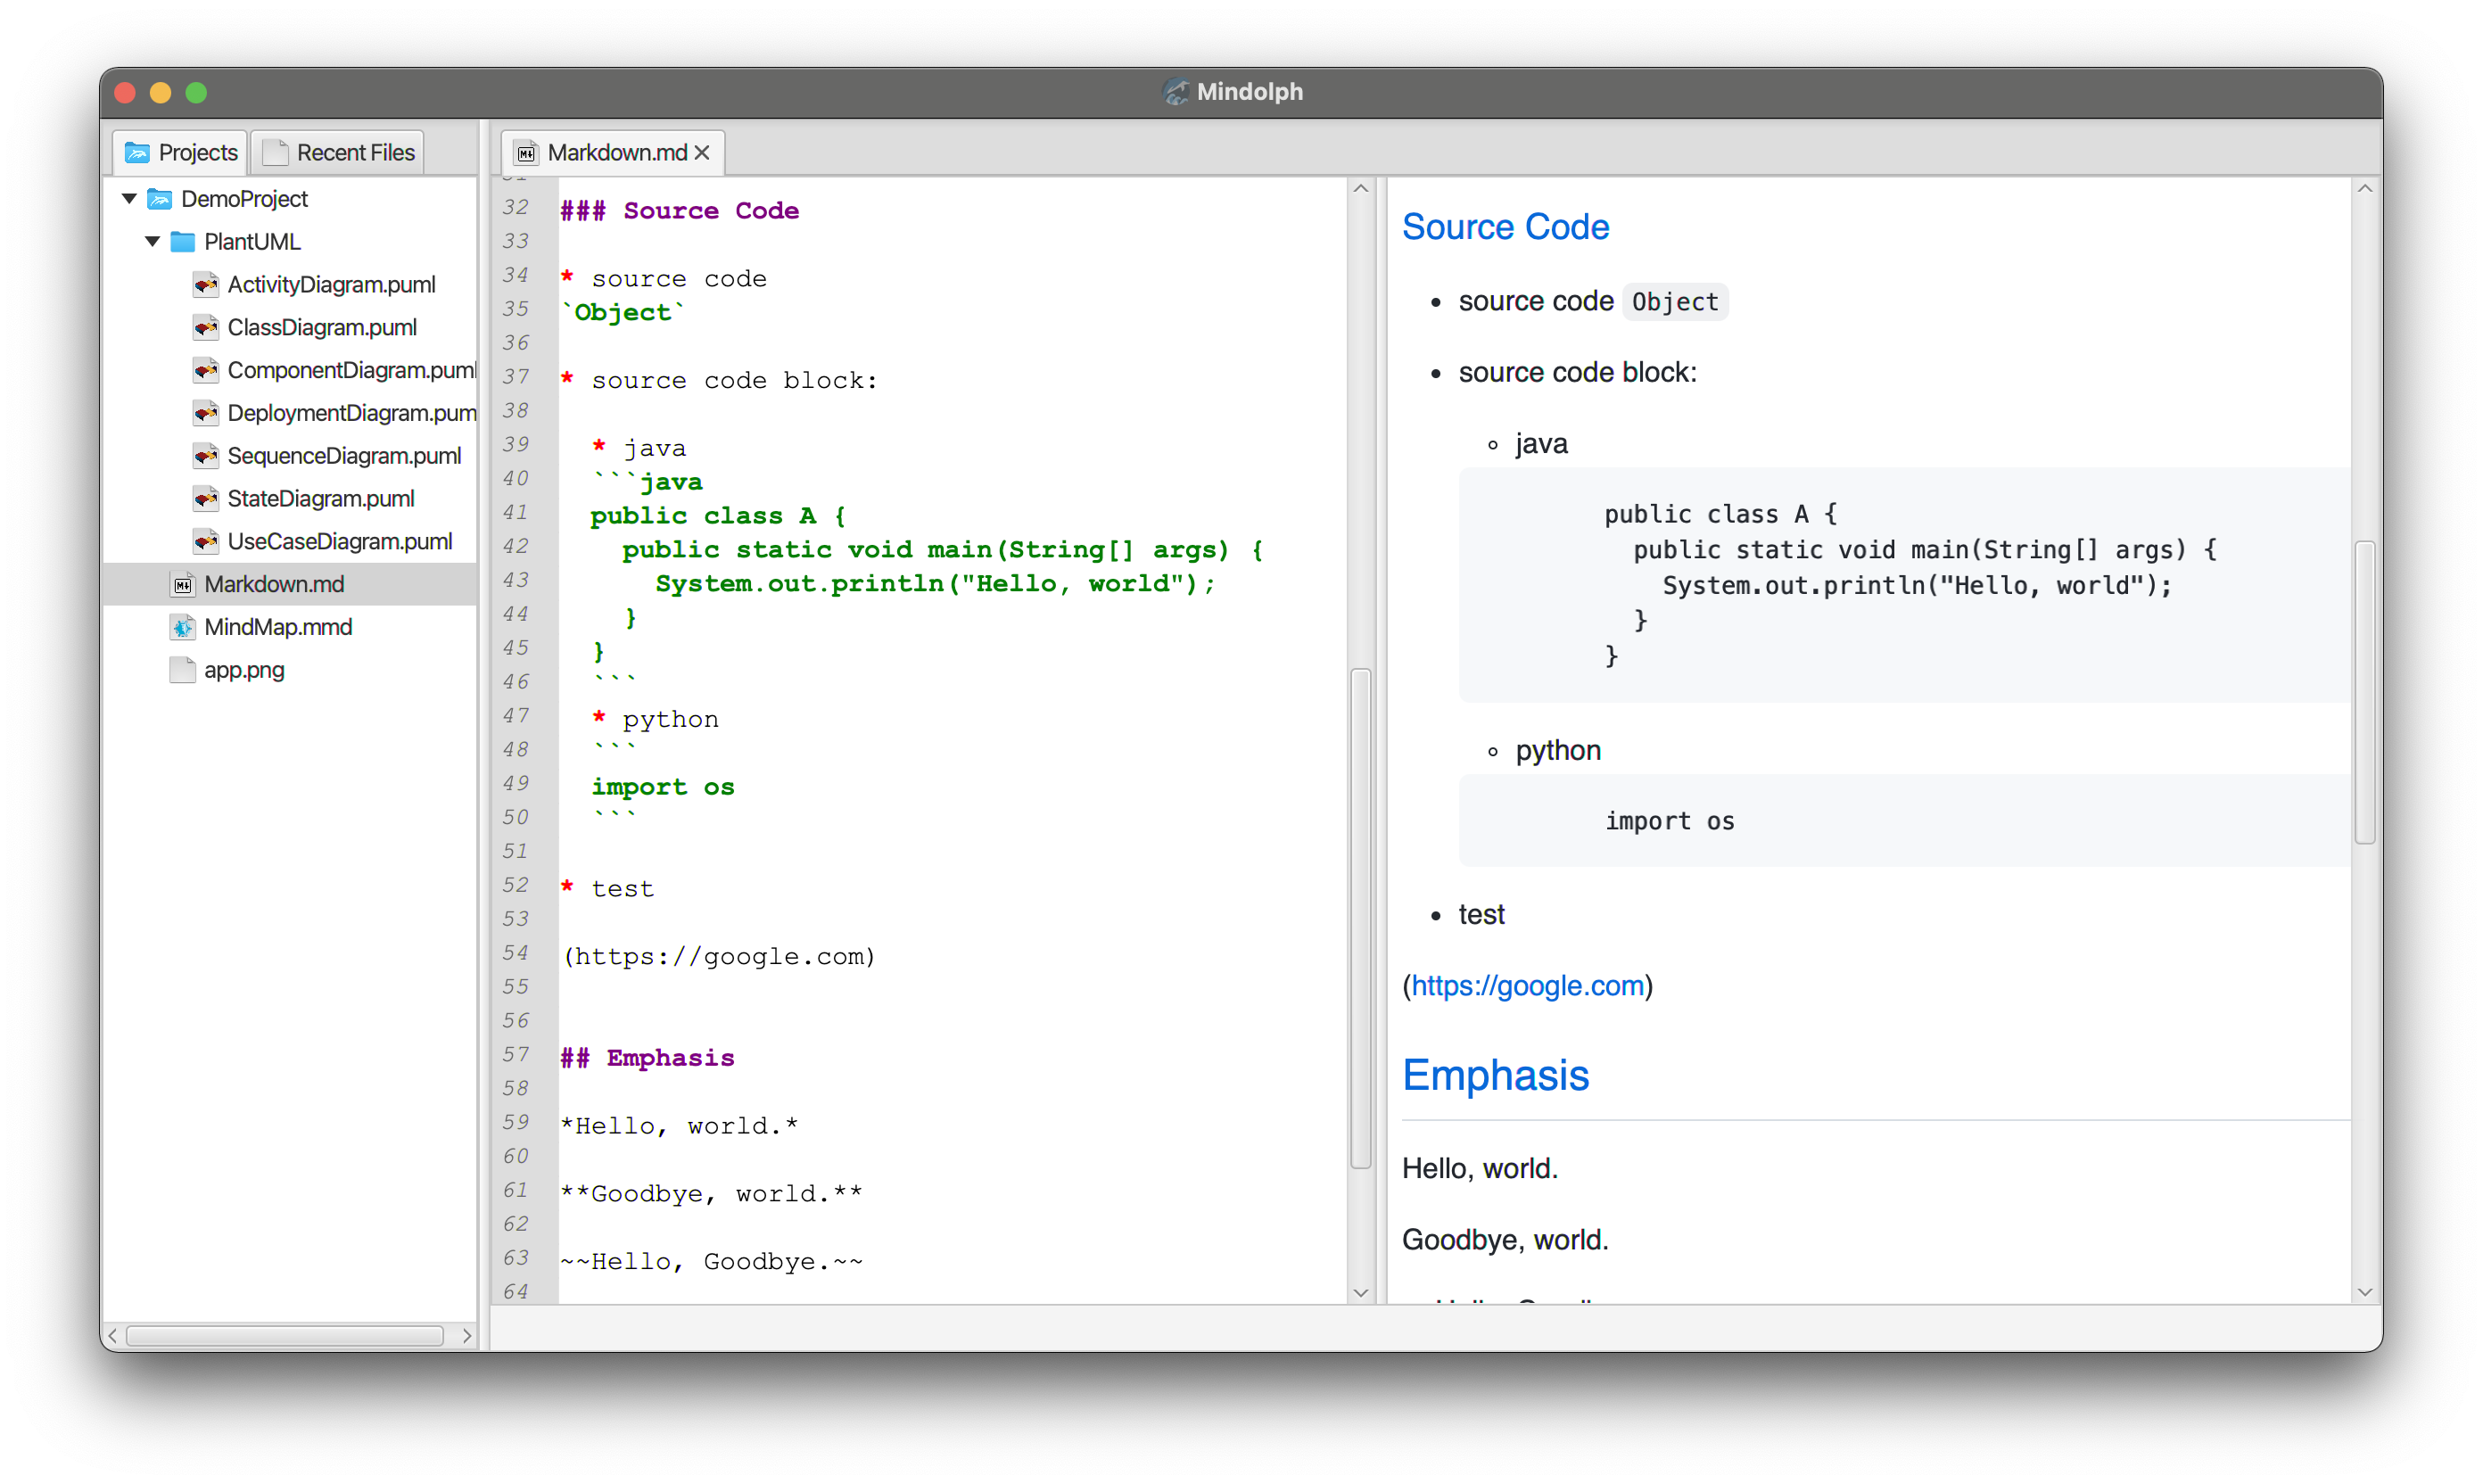 Mindolph
Projects
Recent Files
DemoProject
PlantUML
ActivityDiagram.puml
ClassDiagram.puml
ComponentDiagram.puml
DeploymentDiagram.pum
SequenceDiagram.puml
StateDiagram.puml
UseCaseDiagram.puml
Markdown.md
MindMap.mmd
app.png
Markdown.md
32 ### Source Code
33
34 * source code
35 `Object`
36
37 * source code block:
38
39   * java
40   ```java
41   public class A {
42     public static void main(String[] args) {
43       System.out.println("Hello, world");
44     }
45   }
46   ```
47   * python
48   ```
49   import os
50   ```
51
52 * test
53
54 (https://google.com)
55
56
57 ## Emphasis
58
59 *Hello, world.*
60
61 **Goodbye, world.**
62
63 ~~Hello, Goodbye.~~
64
Source Code
• source code Object
• source code block:
◦ java
public class A {
  public static void main(String[] args) {
    System.out.println("Hello, world");
  }
}
◦ python
import os
• test
(https://google.com)
Emphasis
Hello, world.
Goodbye, world.